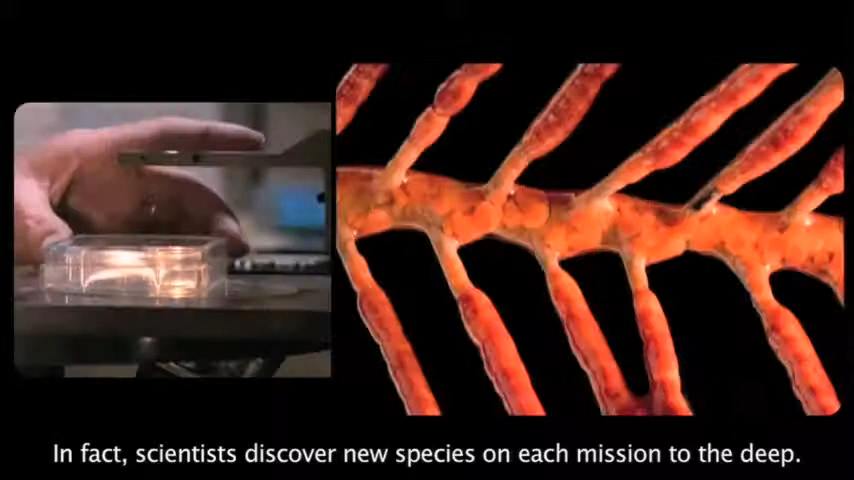 In fact, scientists discover new species on each mission to the deep.